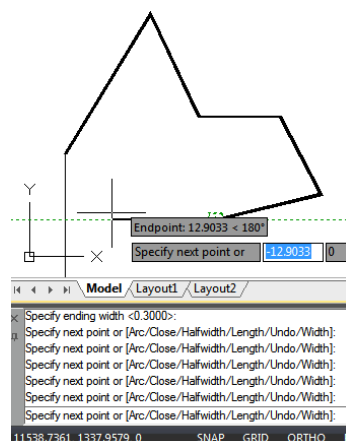 Y
Endpoint: 12.9033 < 180°
Specify next point or -12.9033 0
X
Model Layout1 Layout2
Specify ending width <0.3000>:
Specify next point or [Arc/Close/Halfwidth/Length/Undo/Width]:
Specify next point or [Arc/Close/Halfwidth/Length/Undo/Width]:
Specify next point or [Arc/Close/Halfwidth/Length/Undo/Width]:
Specify next point or [Arc/Close/Halfwidth/Length/Undo/Width]:
Specify next point or [Arc/Close/Halfwidth/Length/Undo/Width]:
Specify next point or [Arc/Close/Halfwidth/Length/Undo/Width]:
11538.7361, 1337.9579, 0 SNAP GRID ORTHO